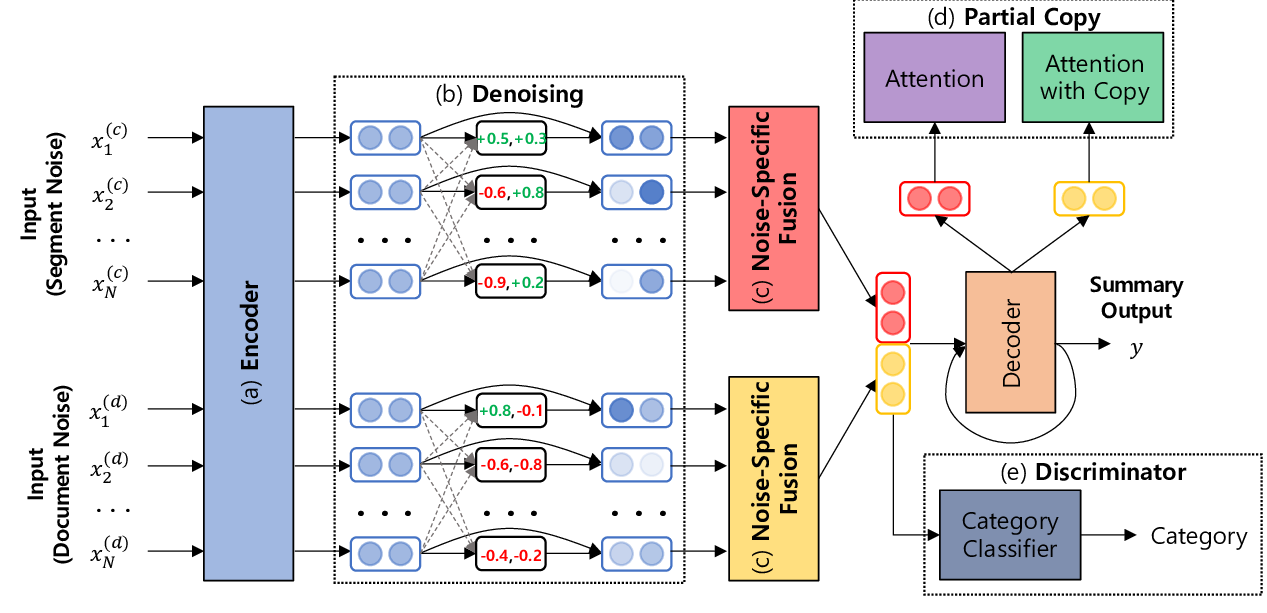 (d) Partial Copy
Attention
Attention
with Copy
(b) Denoising
Input
(Segment Noise)
x_1^{(c)}
x_2^{(c)}
...
x_N^{(c)}
(a) Encoder
+0.5,+0.3
-0.6,+0.8
...
...
...
-0.9,+0.2
(c) Noise-Specific
Fusion
Decoder
Summary
Output
y
Input
(Document Noise)
x_1^{(d)}
x_2^{(d)}
...
x_N^{(d)}
+0.8,-0.1
-0.6,-0.8
...
...
...
-0.4,-0.2
(c) Noise-Specific
Fusion
(e) Discriminator
Category
Classifier
Category